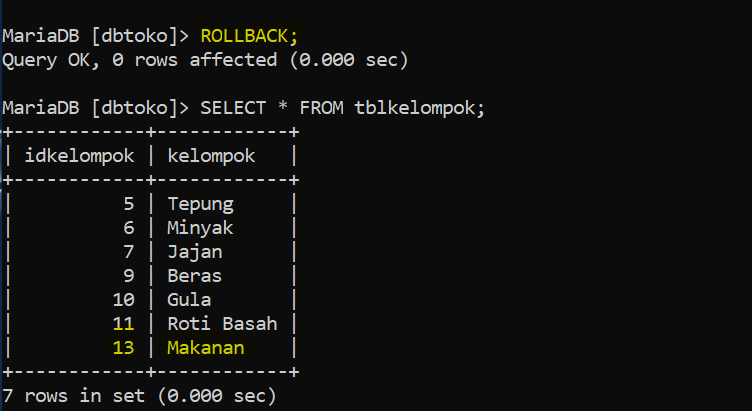 MariaDB [dbtoko]> ROLLBACK;
Query OK, 0 rows affected (0.000 sec)
MariaDB [dbtoko]> SELECT * FROM tblkelompok;
+------------+------------+
| idkelompok | kelompok   |
+------------+------------+
|          5 | Tepung     |
|          6 | Minyak     |
|          7 | Jajan      |
|          9 | Beras      |
|         10 | Gula       |
|         11 | Roti Basah |
|         13 | Makanan    |
+------------+------------+
7 rows in set (0.000 sec)